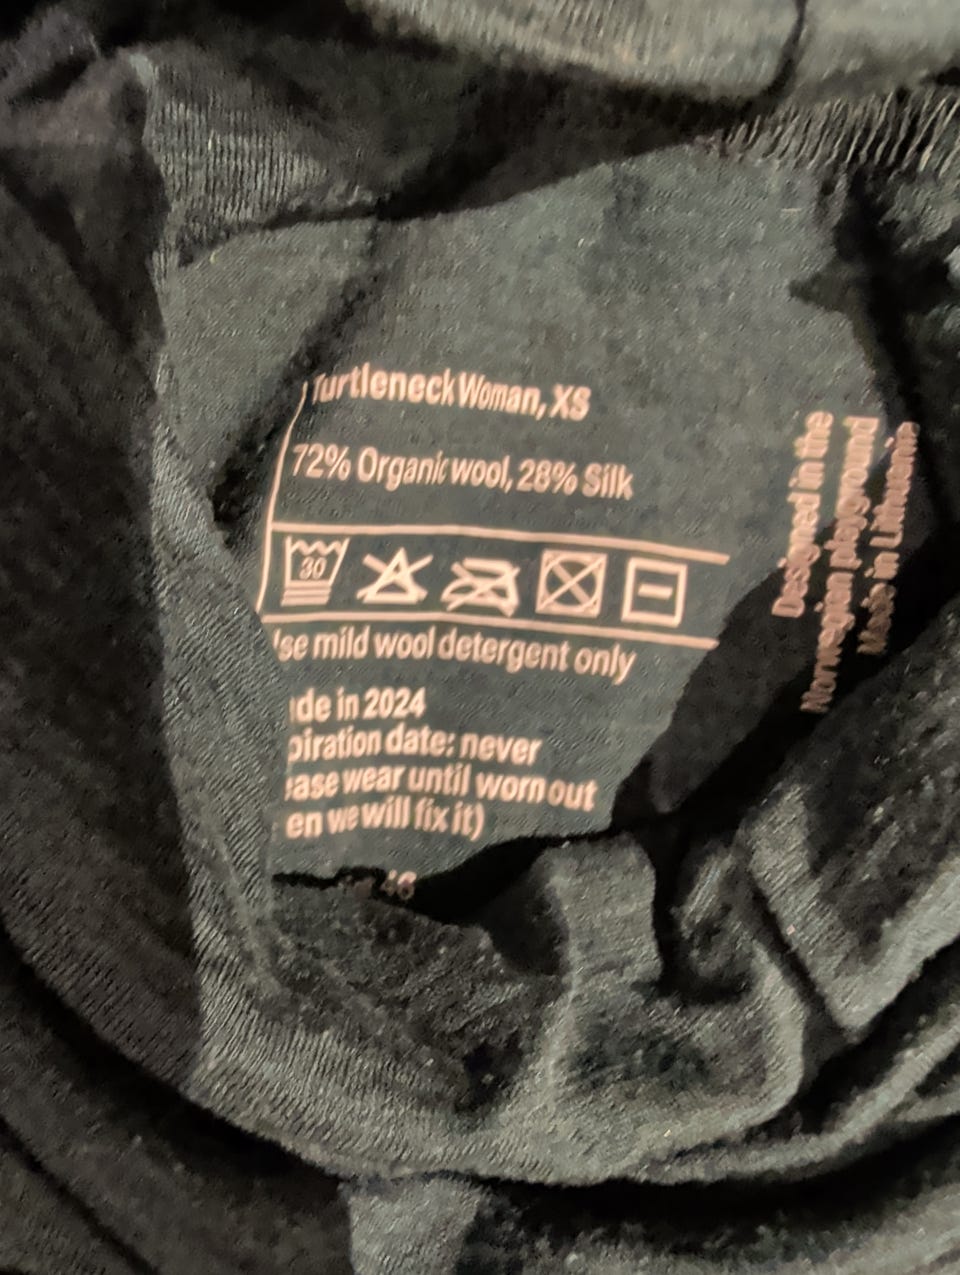 Turtleneck Woman, XS
72% Organic wool, 28% Silk
30
Use mild wool detergent only
de in 2024
piration date: never
ease wear until worn out
en we will fix it)
Designed in the
Norwegian playground
Made in Lithuania